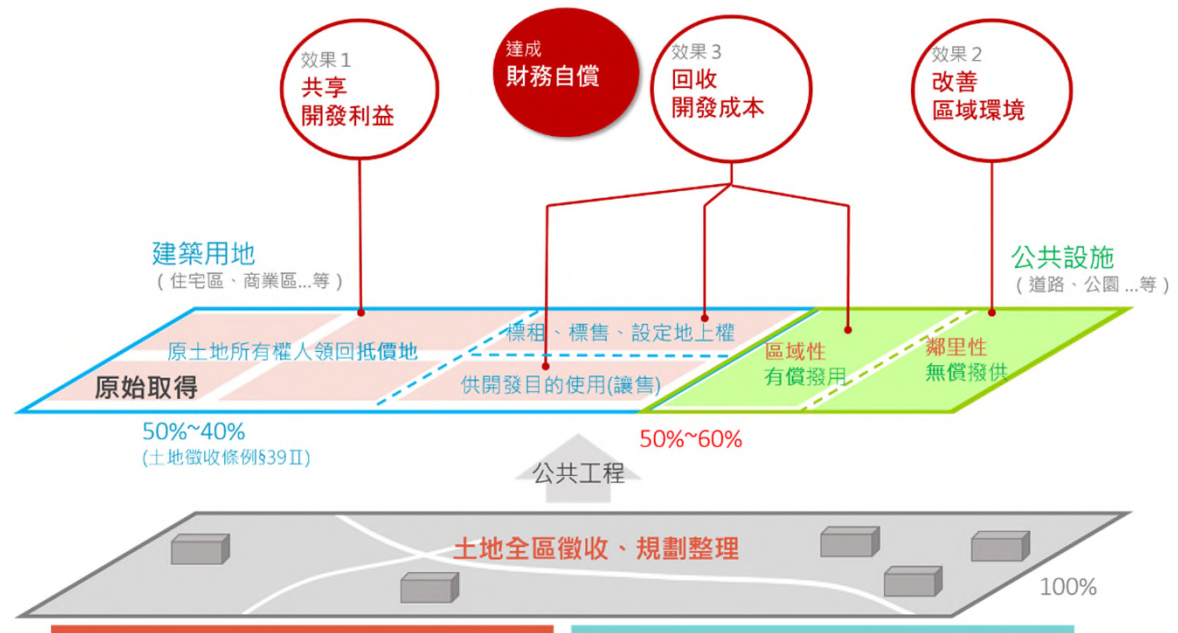 效果 1
共享
開發利益
達成
財務自償
效果 3
回收
開發成本
效果 2
改善
區域環境
建築用地
（住宅區、商業區...等）
公共設施
（道路、公園 ...等）
原土地所有權人領回抵價地
標租、標售、設定地上權
區域性
有償撥用
鄰里性
無償撥供
原始取得
供開發目的使用(讓售)
50%~40%
(土地徵收條例§39Ⅱ)
50%~60%
公共工程
土地全區徵收、規劃整理
100%